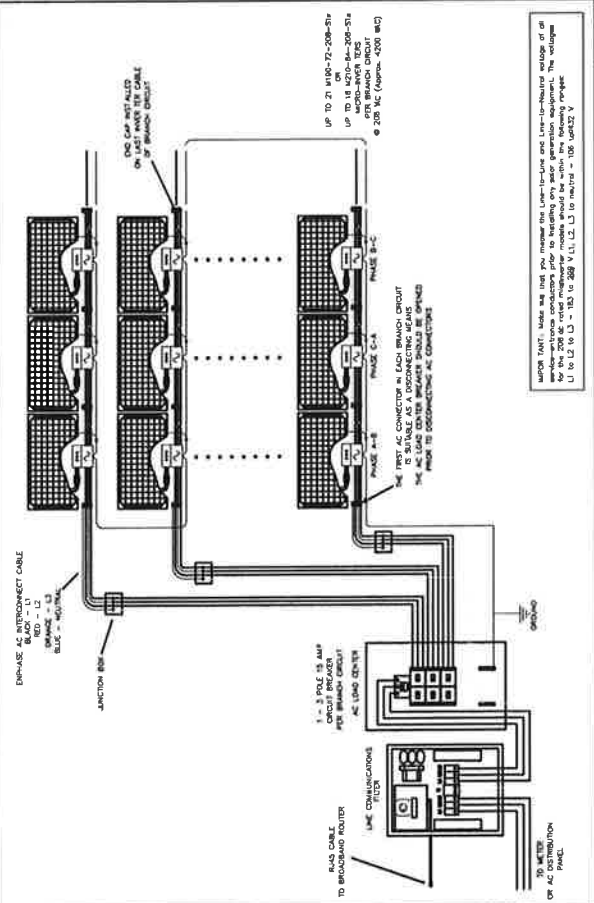 ENPHASE AC INTERCONNECT CABLE
BLACK - L1
RED - L2
ORANGE - L3
BLUE - NEUTRAL
JUNCTION BOX
END CAP INSTALLED
ON LAST INVERTER CABLE
OF BRANCH CIRCUIT
UP TO 21 M190-72-208-S1x
OR
UP TO 18 M210-84-208-S1x
MICRO-INVERTERS
PER BRANCH CIRCUIT
@ 208 VAC (Approx. 4200 WAC)
PHASE A-B
PHASE C-A
PHASE B-C
THE FIRST AC CONNECTOR IN EACH BRANCH CIRCUIT
IS SUITABLE AS A DISCONNECTING MEANS
THE AC LOAD CENTER BREAKER SHOULD BE OPENED
PRIOR TO DISCONNECTING AC CONNECTORS
1 - 3 POLE 15 AMP
CIRCUIT BREAKER
PER BRANCH CIRCUIT
AC LOAD CENTER
GROUND
LINE COMMUNICATIONS
FILTER
RJ45 CABLE
TO BROADBAND ROUTER
TO METER
OR AC DISTRIBUTION
PANEL
IMPORTANT: Make sure that you measure the Line-to-Line and Line-to-Neutral voltage of all
service-entrance conductors prior to installing any solar generation equipment. The voltages
for the 208 ac rated microinverter models should be within the following ranges:
L1 to L2 to L3 - 183 to V L1, L2, L3 to neutral - 106 V